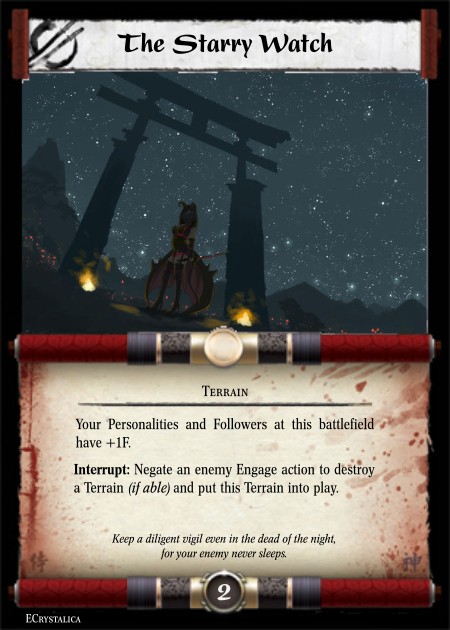 The Starry Watch
Terrain
Your Personalities and Followers at this battlefield
have +1F.
Interrupt: Negate an enemy Engage action to destroy
a Terrain (if able) and put this Terrain into play.
Keep a diligent vigil even in the dead of the night,
for your enemy never sleeps.
侍
神
2
ECrystalica